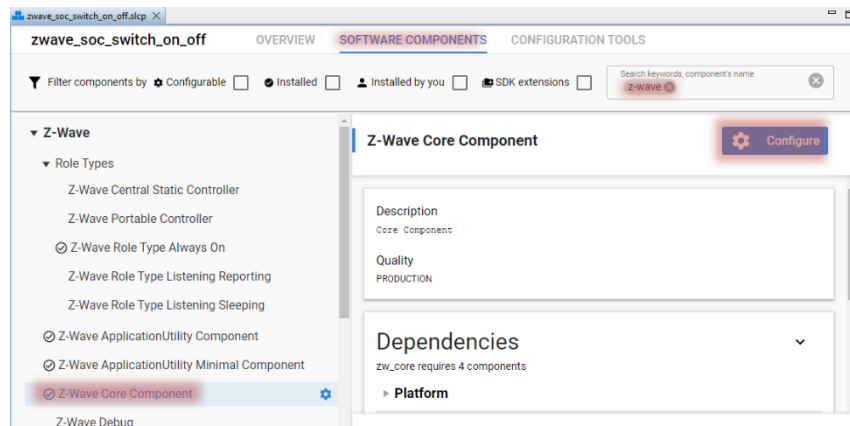 zwave_soc_switch_on_off.slcp
zwave_soc_switch_on_off OVERVIEW SOFTWARE COMPONENTS CONFIGURATION TOOLS
Filter components by Configurable Installed Installed by you SDK extensions
Search keywords, component's name
z-wave
Z-Wave
Role Types
Z-Wave Central Static Controller
Z-Wave Portable Controller
Z-Wave Role Type Always On
Z-Wave Role Type Listening Reporting
Z-Wave Role Type Listening Sleeping
Z-Wave ApplicationUtility Component
Z-Wave ApplicationUtility Minimal Component
Z-Wave Core Component
Z-Wave Debug
Z-Wave Core Component
Configure
Description
Core Component
Quality
PRODUCTION
Dependencies
zw_core requires 4 components
Platform